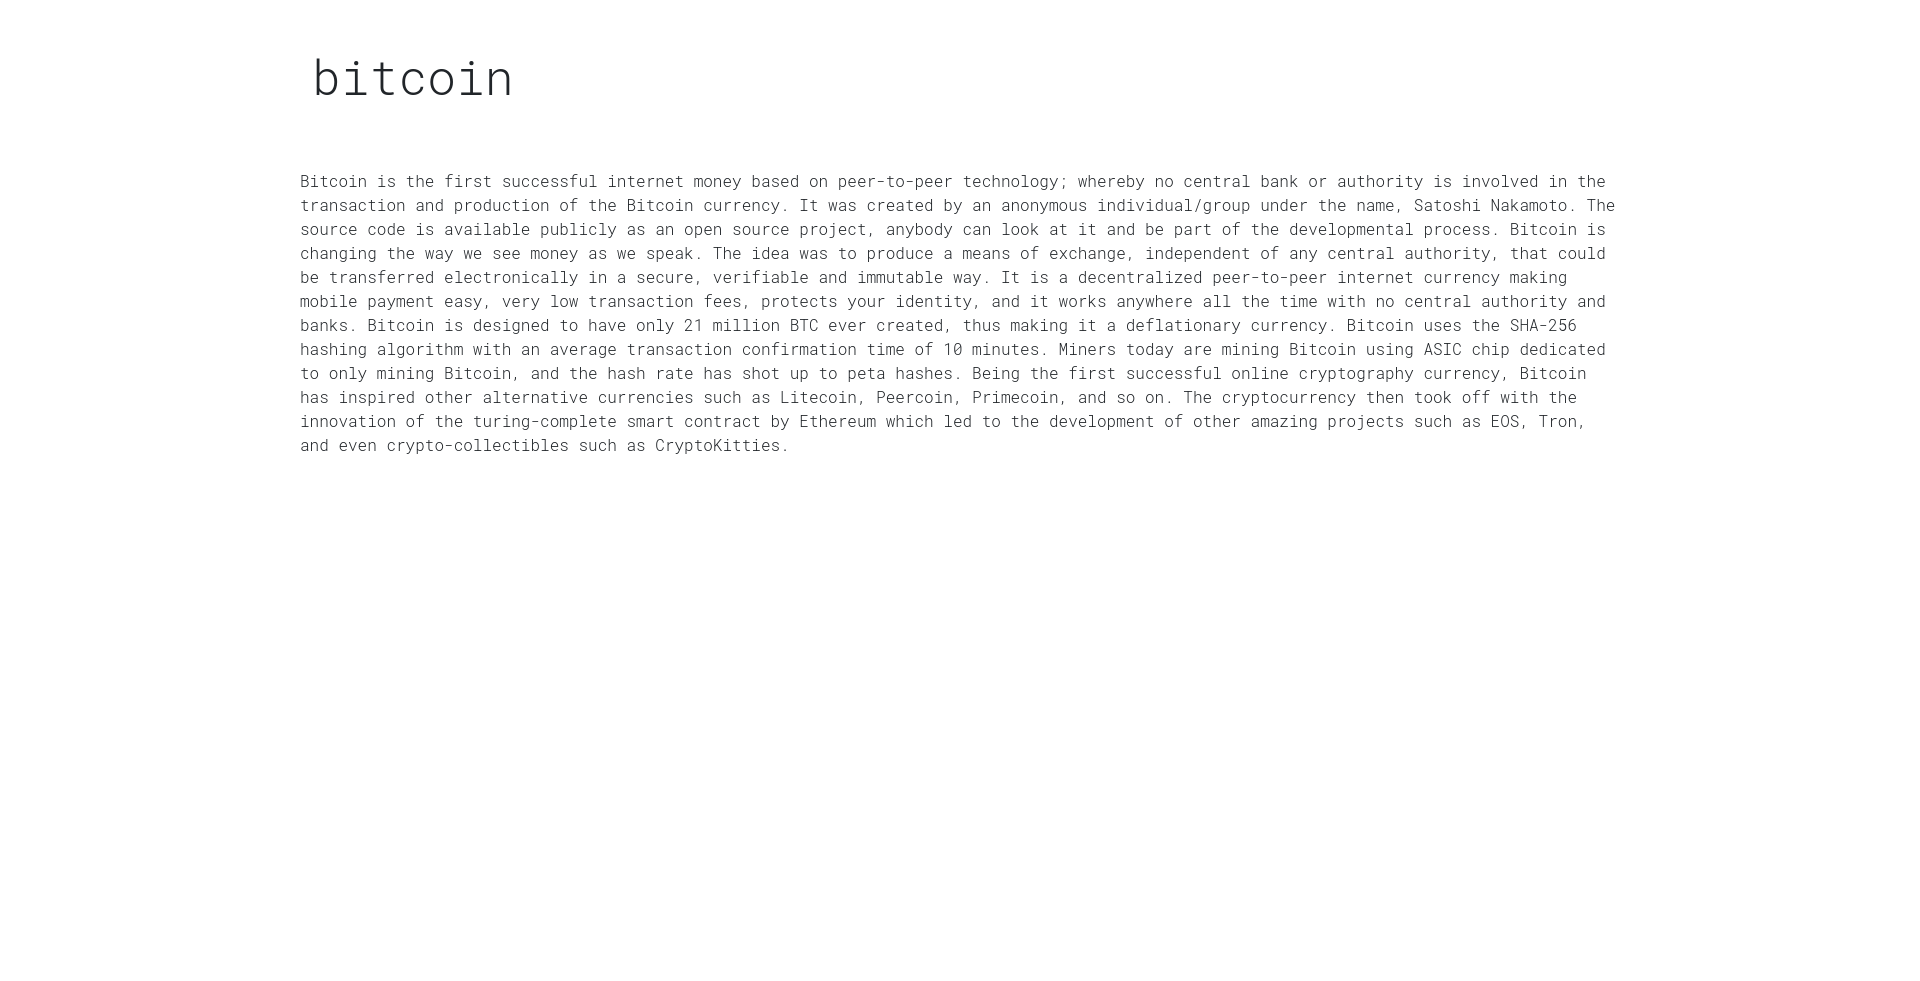 bitcoin
Bitcoin is the first successful internet money based on peer-to-peer technology; whereby no central bank or authority is involved in the
transaction and production of the Bitcoin currency. It was created by an anonymous individual/group under the name, Satoshi Nakamoto. The
source code is available publicly as an open source project, anybody can look at it and be part of the developmental process. Bitcoin is
changing the way we see money as we speak. The idea was to produce a means of exchange, independent of any central authority, that could
be transferred electronically in a secure, verifiable and immutable way. It is a decentralized peer-to-peer internet currency making
mobile payment easy, very low transaction fees, protects your identity, and it works anywhere all the time with no central authority and
banks. Bitcoin is designed to have only 21 million BTC ever created, thus making it a deflationary currency. Bitcoin uses the SHA-256
hashing algorithm with an average transaction confirmation time of 10 minutes. Miners today are mining Bitcoin using ASIC chip dedicated
to only mining Bitcoin, and the hash rate has shot up to peta hashes. Being the first successful online cryptography currency, Bitcoin
has inspired other alternative currencies such as Litecoin, Peercoin, Primecoin, and so on. The cryptocurrency then took off with the
innovation of the turing-complete smart contract by Ethereum which led to the development of other amazing projects such as EOS, Tron,
and even crypto-collectibles such as CryptoKitties.